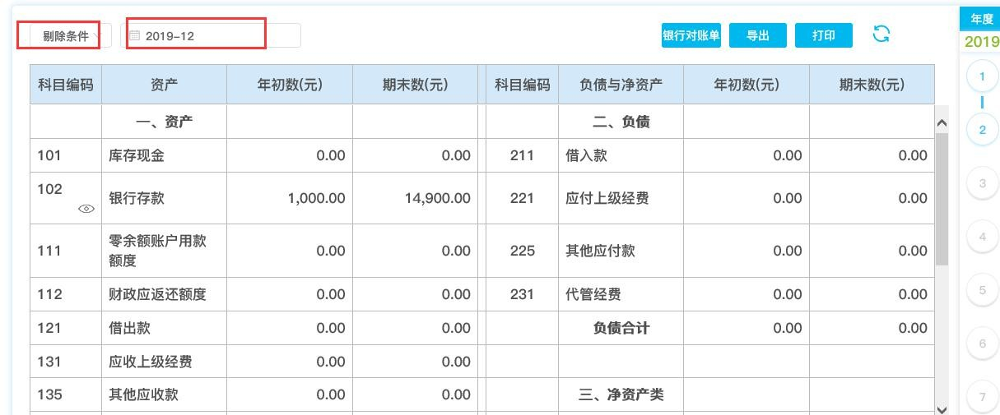 剔除条件 2019-12 银行对账单 导出 打印
年度
2019
科目编码 资产 年初数(元) 期末数(元) 科目编码 负债与净资产 年初数(元) 期末数(元)
一、资产 二、负债
101 库存现金 0.00 0.00 211 借入款 0.00 0.00
102 银行存款 1,000.00 14,900.00 221 应付上级经费 0.00 0.00
111 零余额账户用款
额度 0.00 0.00 225 其他应付款 0.00 0.00
112 财政应返还额度 0.00 0.00 231 代管经费 0.00 0.00
121 借出款 0.00 0.00 负债合计 0.00 0.00
131 应收上级经费 0.00 0.00
135 其他应收款 0.00 0.00 三、净资产类
1
2
3
4
5
6
7